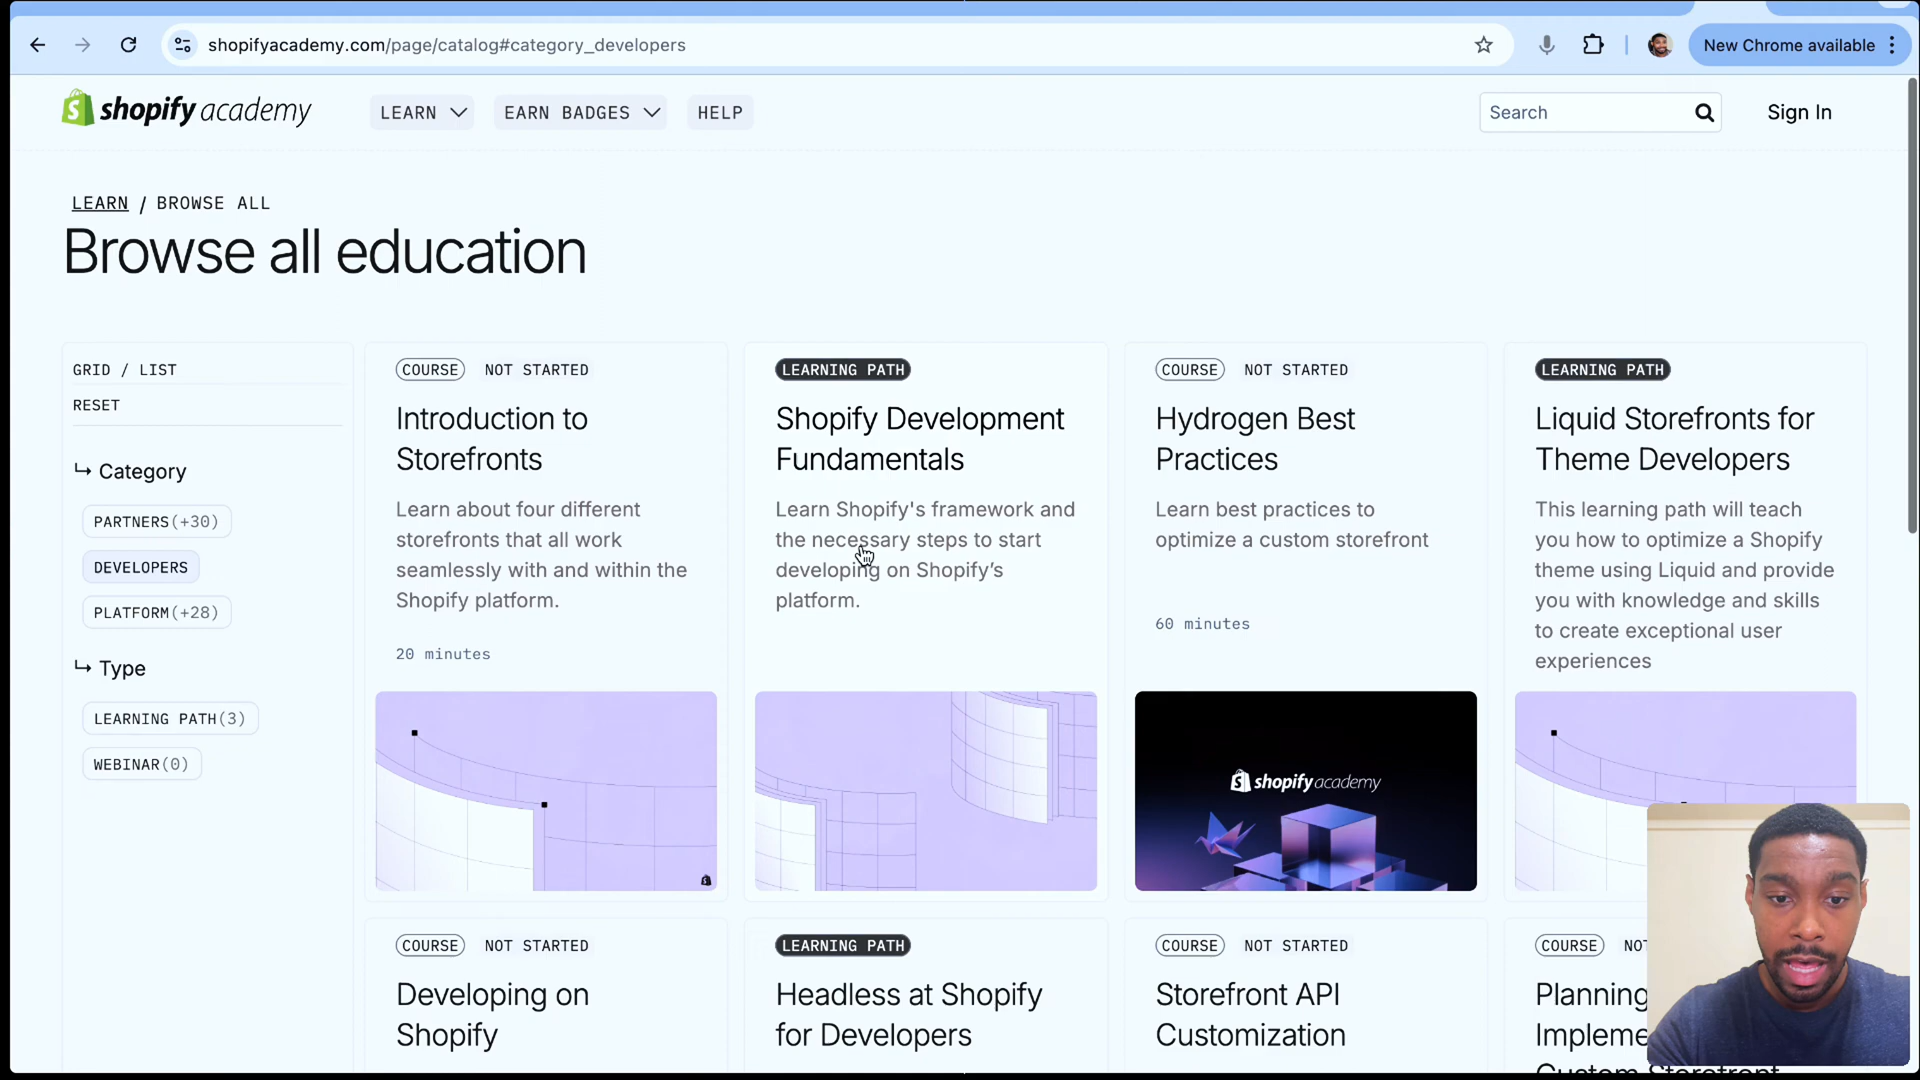 shopifyacademy.com/page/catalog#category_developers
New Chrome available
shopify academy
LEARN
EARN BADGES
HELP
Search
Sign In
LEARN / BROWSE ALL
Browse all education
GRID / LIST
RESET
Category
PARTNERS(+30)
DEVELOPERS
PLATFORM(+28)
Type
LEARNING PATH(3)
WEBINAR(0)
COURSE NOT STARTED
Introduction to
Storefronts
Learn about four different
storefronts that all work
seamlessly with and within the
Shopify platform.
20 minutes
LEARNING PATH
Shopify Development
Fundamentals
Learn Shopify's framework and
the necessary steps to start
developing on Shopify’s
platform.
COURSE NOT STARTED
Hydrogen Best
Practices
Learn best practices to
optimize a custom storefront
60 minutes
shopify academy
LEARNING PATH
Liquid Storefronts for
Theme Developers
This learning path will teach
you how to optimize a Shopify
theme using Liquid and provide
you with knowledge and skills
to create exceptional user
experiences
COURSE NOT STARTED
Developing on
Shopify
LEARNING PATH
Headless at Shopify
for Developers
COURSE NOT STARTED
Storefront API
Customization
COURSE
Planning